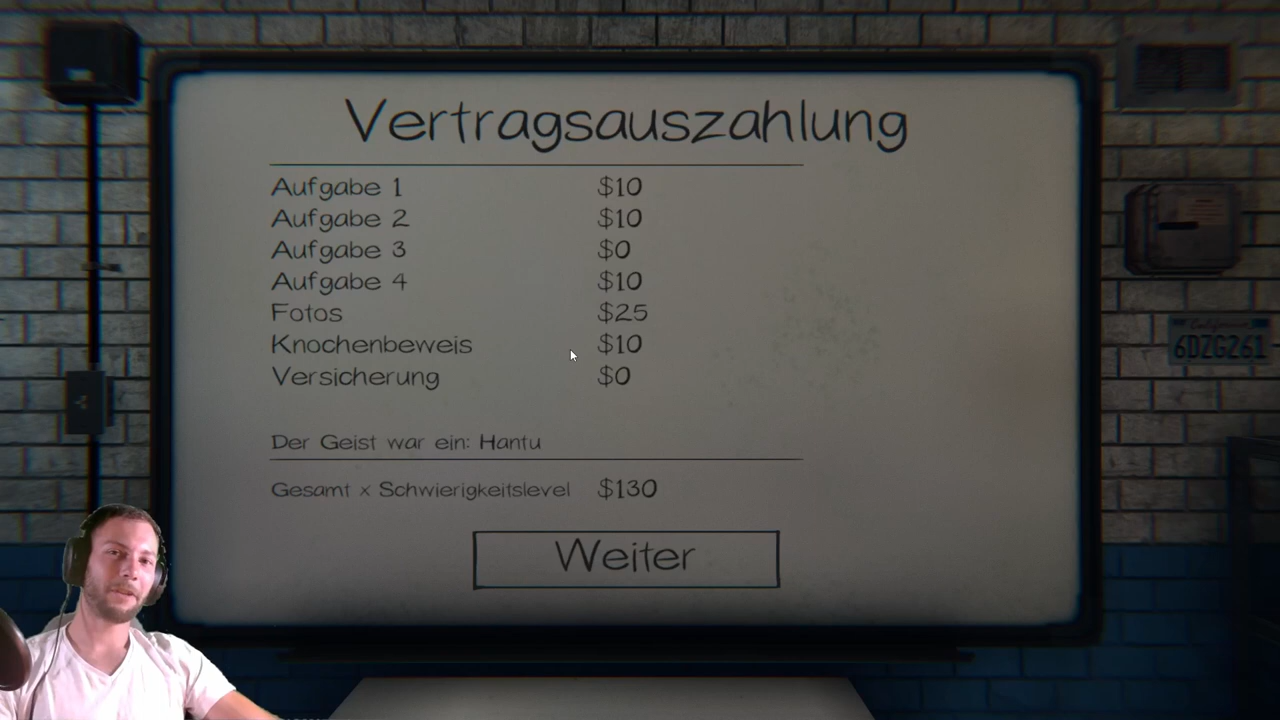 Vertragsauszahlung
Aufgabe 1 $10
Aufgabe 2 $10
Aufgabe 3 $0
Aufgabe 4 $10
Fotos $25
Knochenbeweis $10
Versicherung $0
Der Geist war ein: Hantu
Gesamt x Schwierigkeitslevel $130
Weiter
California
6DZG261